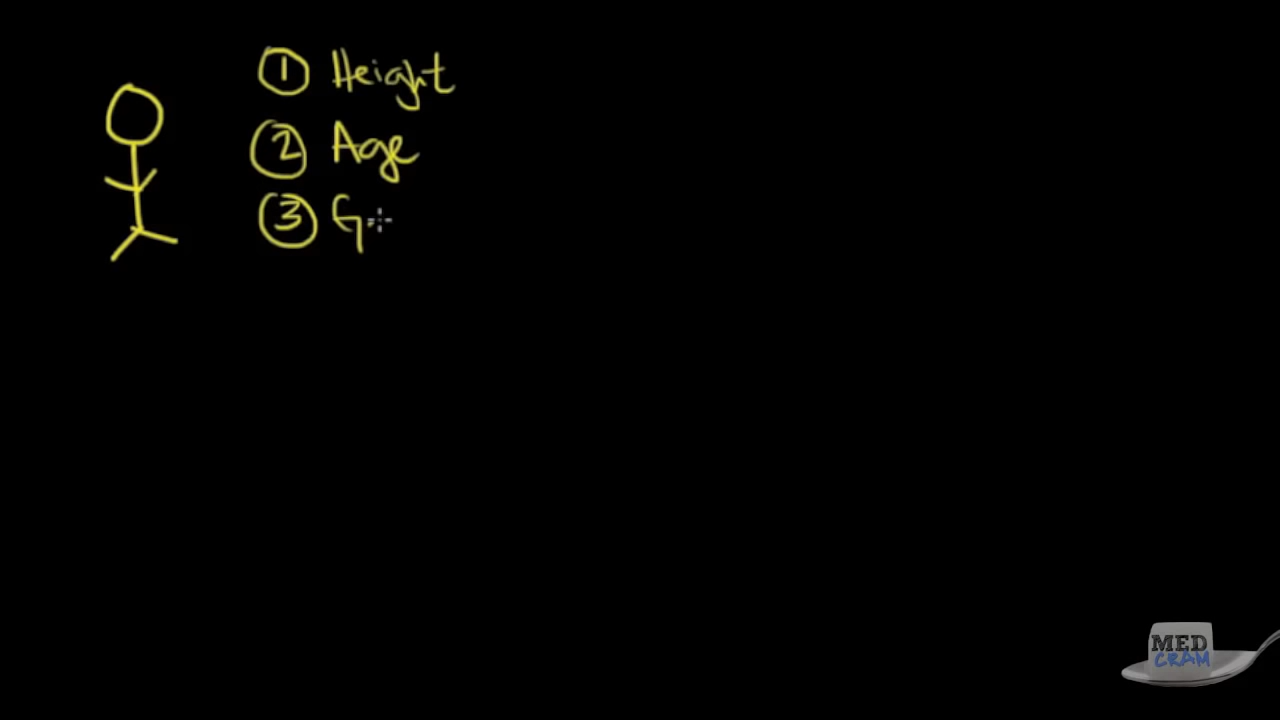 ① Height
② Age
③ G
MED
CRAM